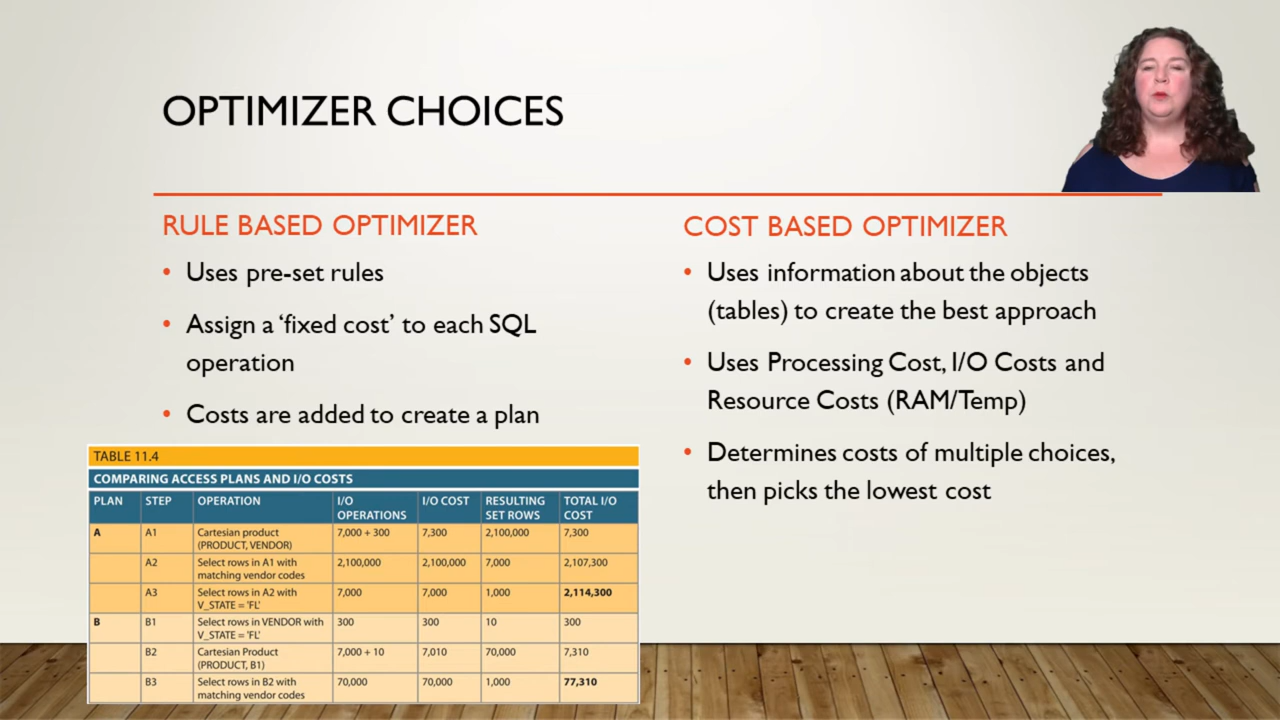 OPTIMIZER CHOICES
RULE BASED OPTIMIZER
• Uses pre-set rules
• Assign a ‘fixed cost’ to each SQL
operation
• Costs are added to create a plan
TABLE 11.4
COMPARING ACCESS PLANS AND I/O COSTS
PLAN STEP OPERATION I/O OPERATIONS I/O COST RESULTING SET ROWS TOTAL I/O COST
A A1 Cartesian product (PRODUCT, VENDOR) 7,000 + 300 7,300 2,100,000 7,300
A2 Select rows in A1 with matching vendor codes 2,100,000 2,100,000 7,000 2,107,300
A3 Select rows in A2 with V_STATE = 'FL' 7,000 7,000 1,000 2,114,300
B B1 Select rows in VENDOR with V_STATE = 'FL' 300 300 10 300
B2 Cartesian Product (PRODUCT, B1) 7,000 + 10 7,010 70,000 7,310
B3 Select rows in B2 with matching vendor codes 70,000 70,000 1,000 77,310
COST BASED OPTIMIZER
• Uses information about the objects
(tables) to create the best approach
• Uses Processing Cost, I/O Costs and
Resource Costs (RAM/Temp)
• Determines costs of multiple choices,
then picks the lowest cost